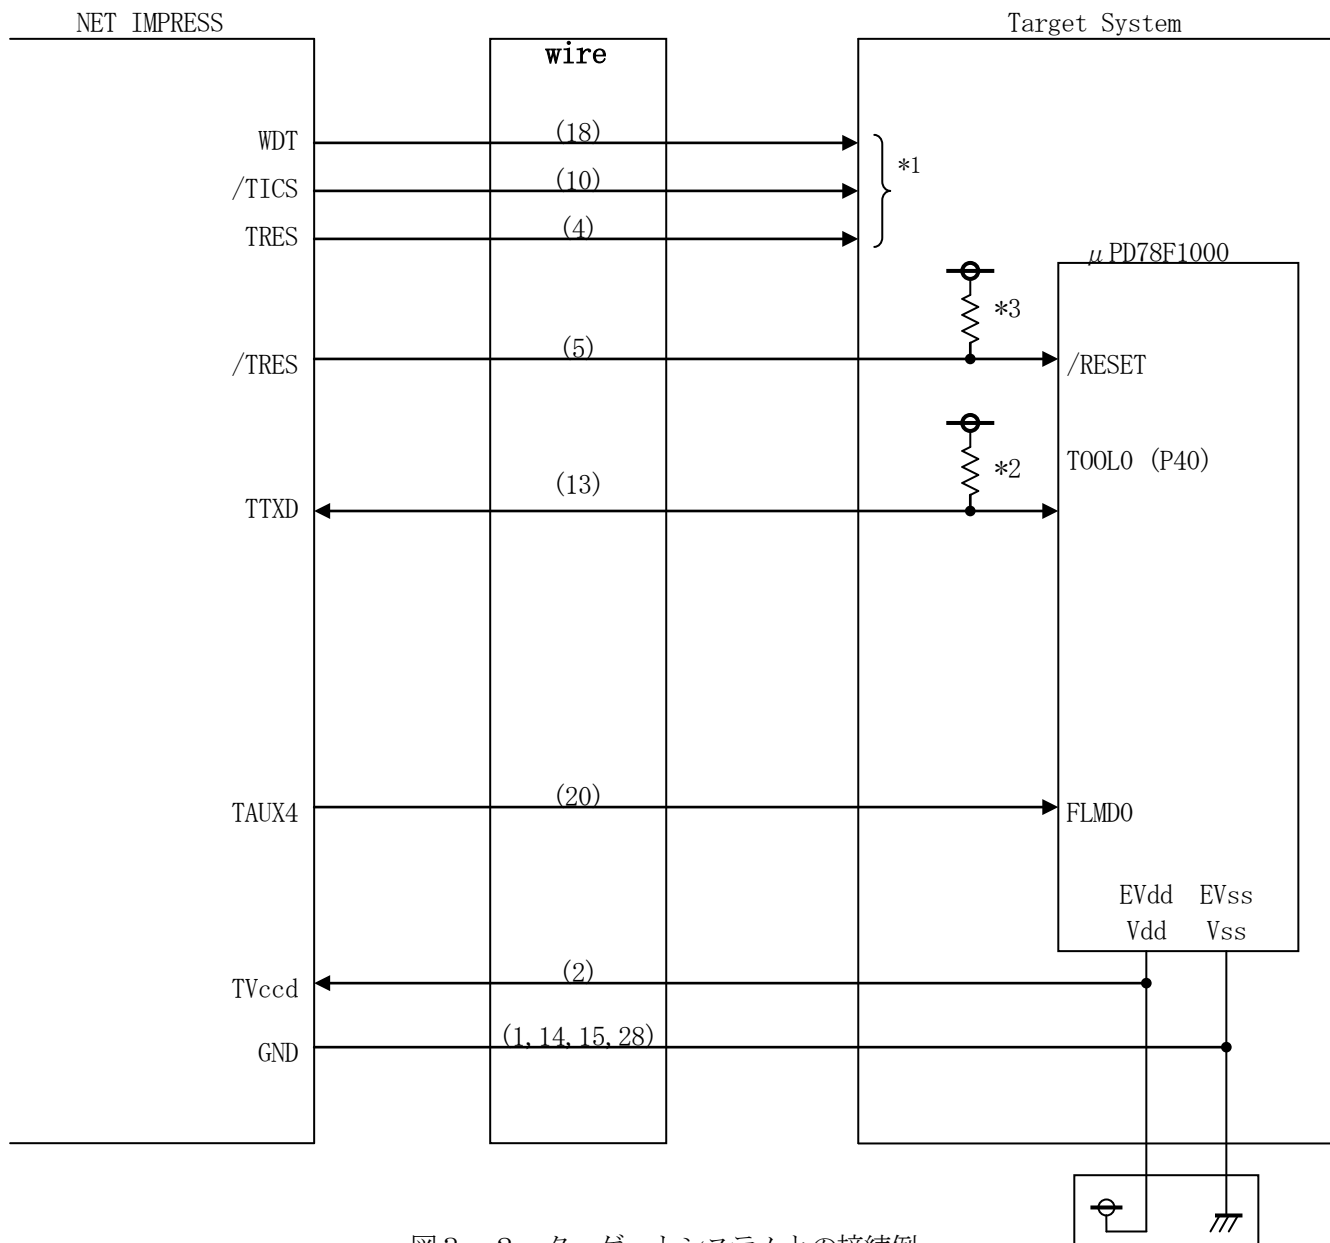 NET IMPRESS
Target System
wire
WDT
(18)
*1
/TICS
(10)
TRES
(4)
μPD78F1000
*3
/TRES
(5)
/RESET
*2
TOOL0 (P40)
TTXD
(13)
TAUX4
(20)
FLMD0
EVdd EVss
Vdd Vss
TVccd
(2)
GND
(1,14,15,28)